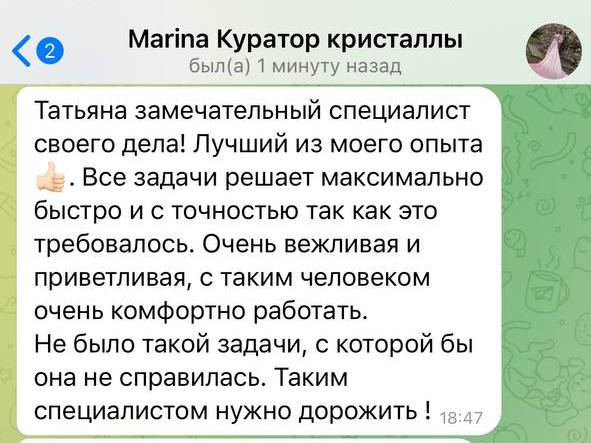 2
Marina Куратор кристаллы
был(а) 1 минуту назад
Татьяна замечательный специалист
своего дела! Лучший из моего опыта
👍🏻. Все задачи решает максимально
быстро и с точностью так как это
требовалось. Очень вежливая и
приветливая, с таким человеком
очень комфортно работать.
Не было такой задачи, с которой бы
она не справилась. Таким
специалистом нужно дорожить ! 18:47